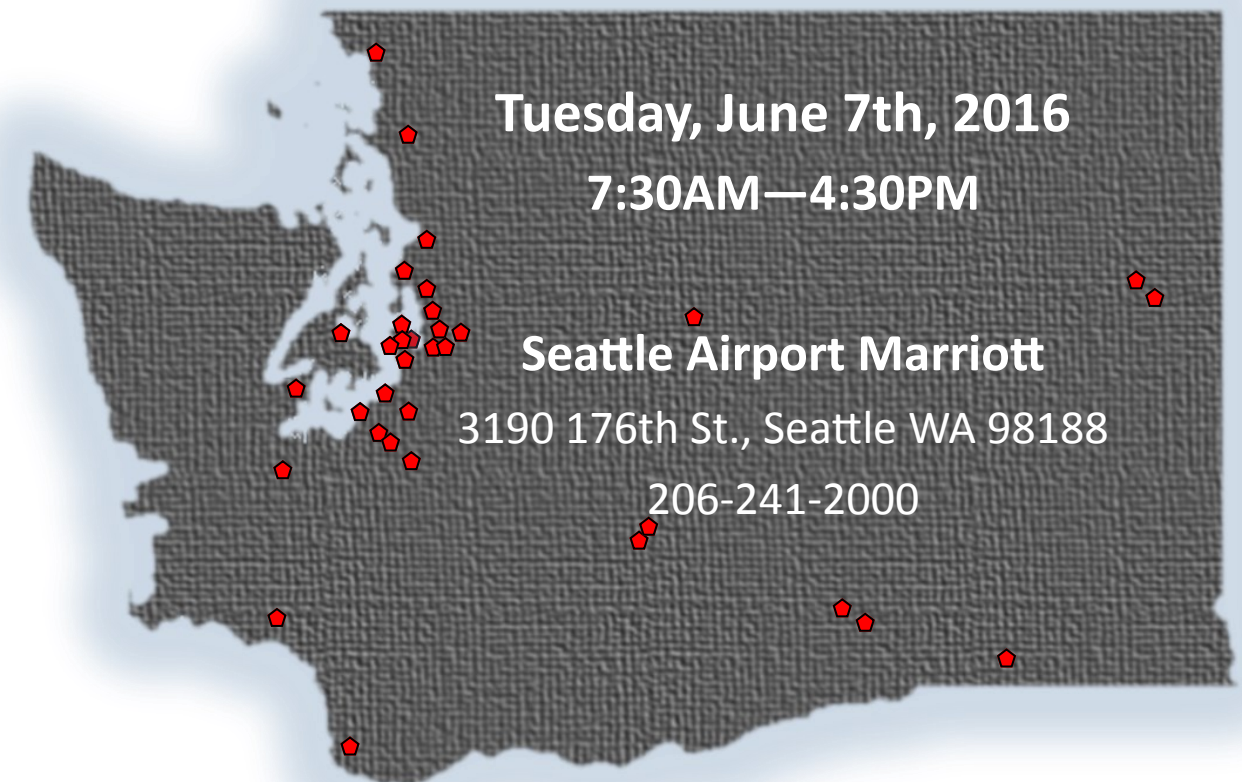 Tuesday, June 7th, 2016
7:30AM—4:30PM
Seattle Airport Marriott
3190 176th St., Seattle WA 98188
206-241-2000